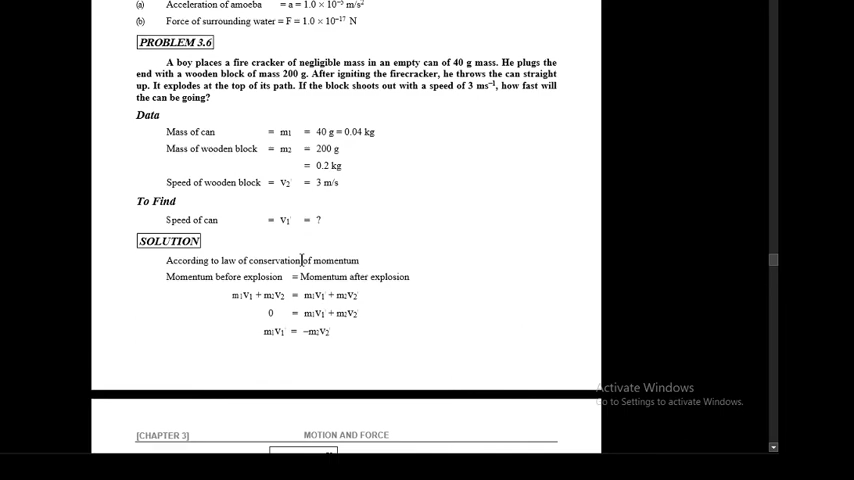 (a) Acceleration of amoeba = a = 1.0 × 10⁻⁵ m/s²
(b) Force of surrounding water = F = 1.0 × 10⁻¹⁷ N
PROBLEM 3.6
A boy places a fire cracker of negligible mass in an empty can of 40 g mass. He plugs the
end with a wooden block of mass 200 g. After igniting the firecracker, he throws the can straight
up. It explodes at the top of its path. If the block shoots out with a speed of 3 ms⁻¹, how fast will
the can be going?
Data
Mass of can = m₁ = 40 g = 0.04 kg
Mass of wooden block = m₂ = 200 g
= 0.2 kg
Speed of wooden block = v₂′ = 3 m/s
To Find
Speed of can = v₁′ = ?
SOLUTION
According to law of conservation of momentum
Momentum before explosion = Momentum after explosion
m₁v₁ + m₂v₂ = m₁v₁′ + m₂v₂′
0 = m₁v₁′ + m₂v₂′
m₁v₁′ = −m₂v₂′
Activate Windows
Go to Settings to activate Windows.
[CHAPTER 3] MOTION AND FORCE